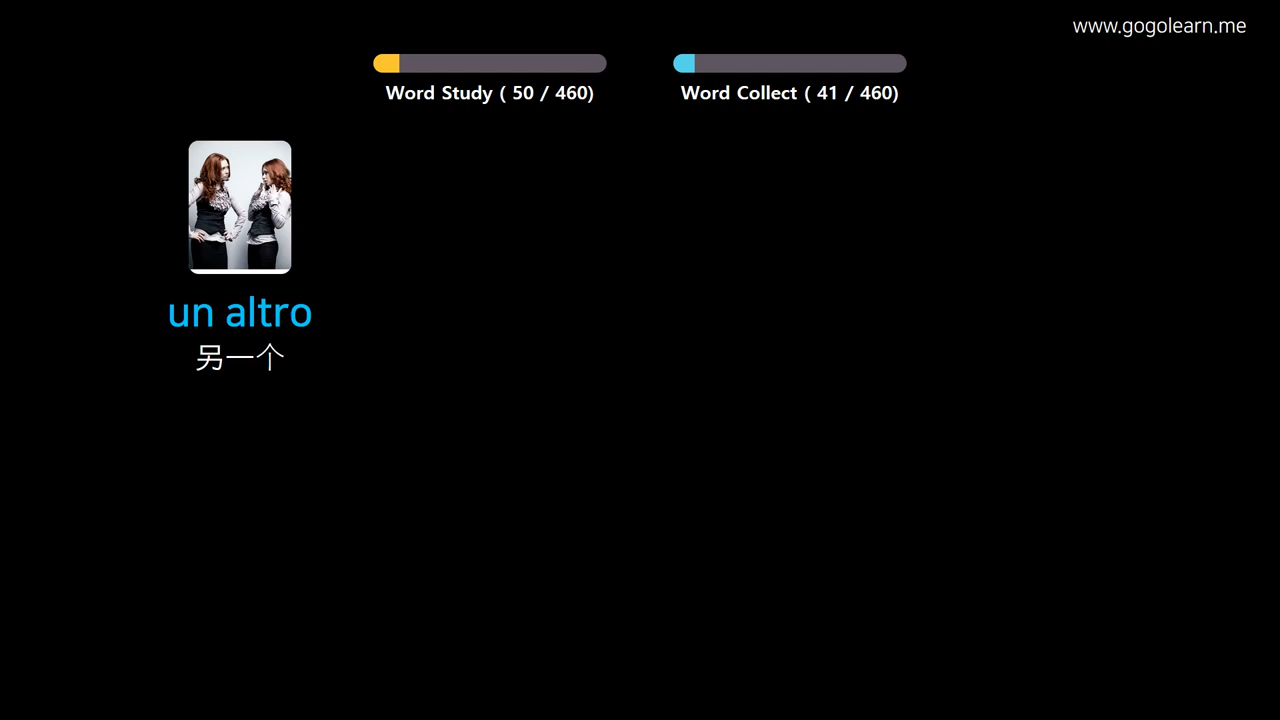 www.gogolearn.me
Word Study ( 50 / 460)
Word Collect ( 41 / 460)
un altro
另一个